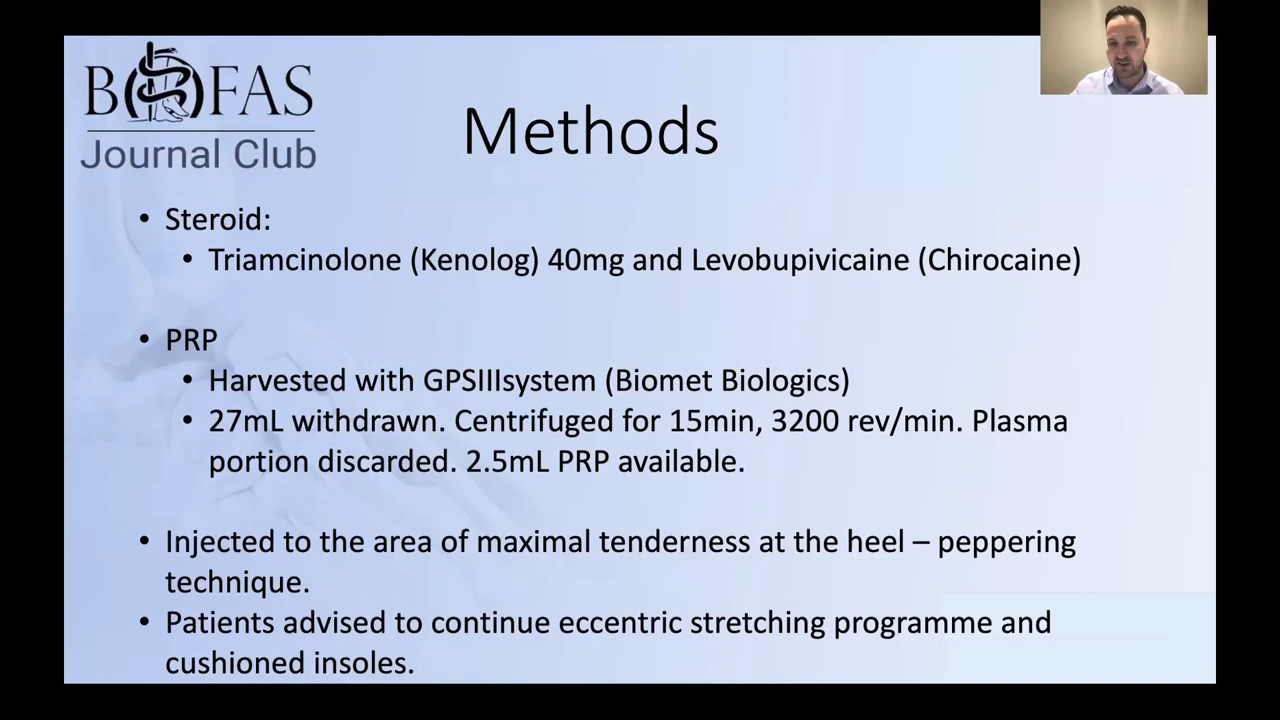 BOFAS
Journal Club
Methods
• Steroid:
• Triamcinolone (Kenolog) 40mg and Levobupivicaine (Chirocaine)
• PRP
• Harvested with GPSIIIsystem (Biomet Biologics)
• 27mL withdrawn. Centrifuged for 15min, 3200 rev/min. Plasma
portion discarded. 2.5mL PRP available.
• Injected to the area of maximal tenderness at the heel – peppering
technique.
• Patients advised to continue eccentric stretching programme and
cushioned insoles.